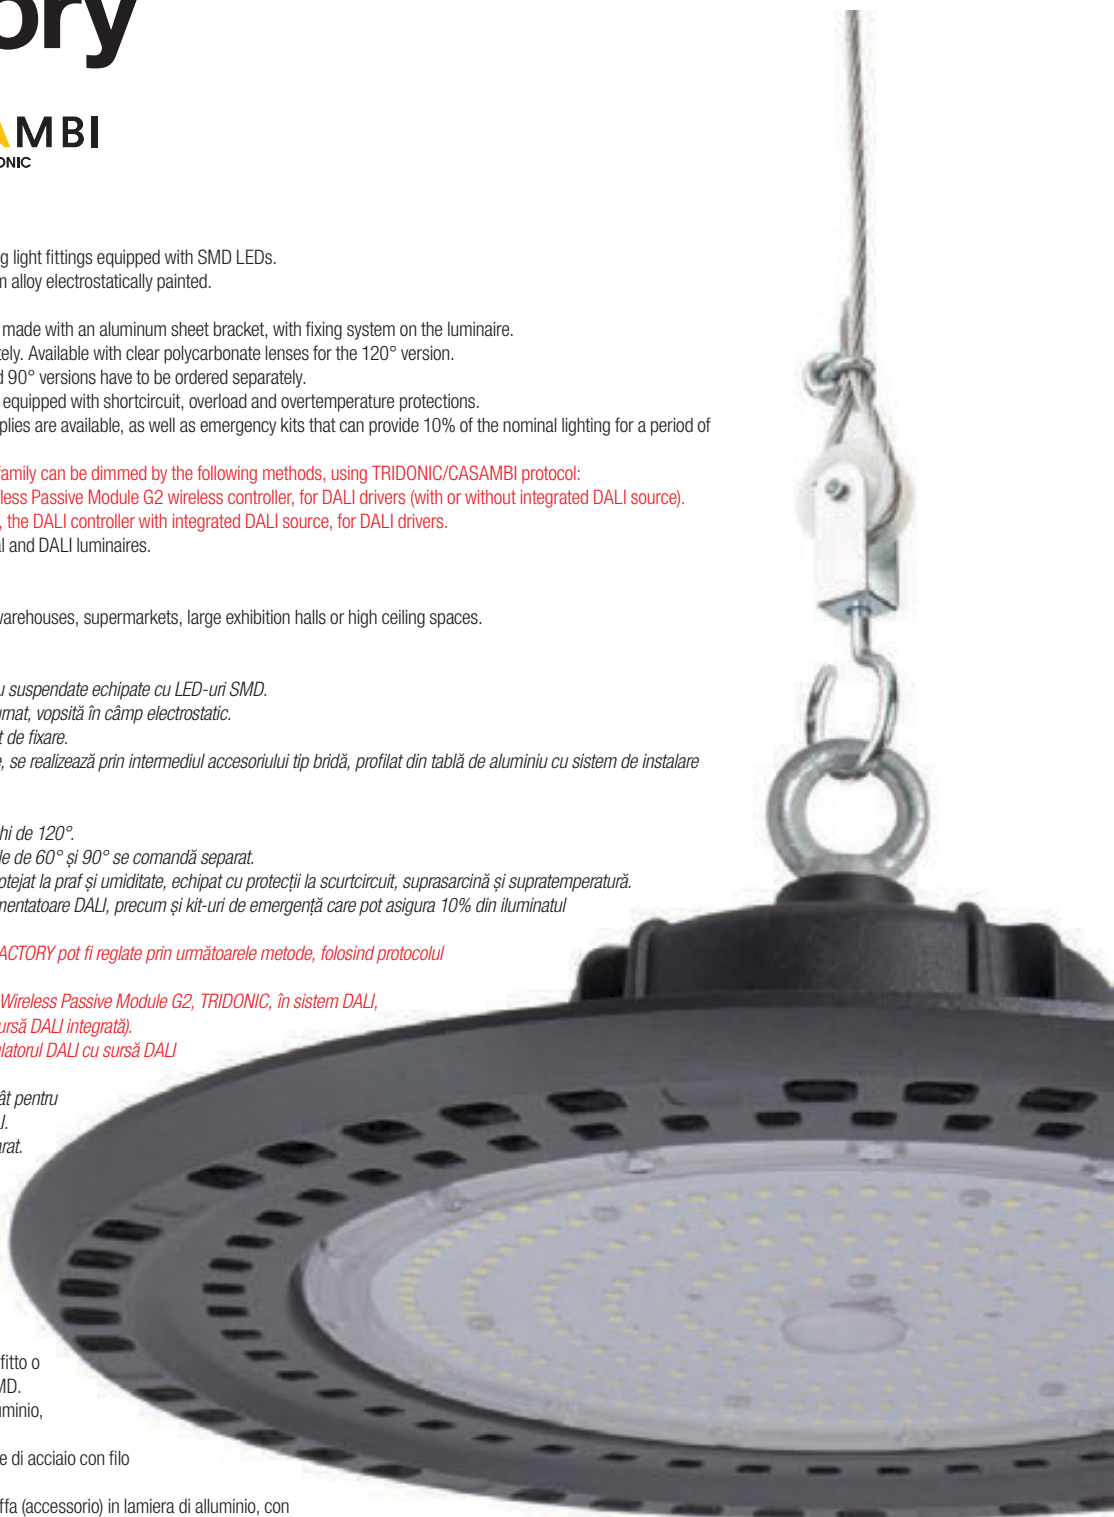 ory
AMBI
ONIC
g light fittings equipped with SMD LEDs.
m alloy electrostatically painted.
made with an aluminum sheet bracket, with fixing system on the luminaire.
tely. Available with clear polycarbonate lenses for the 120° version.
d 90° versions have to be ordered separately.
equipped with shortcircuit, overload and overtemperature protections.
plies are available, as well as emergency kits that can provide 10% of the nominal lighting for a period of
family can be dimmed by the following methods, using TRIDONIC/CASAMBI protocol:
less Passive Module G2 wireless controller, for DALI drivers (with or without integrated DALI source).
, the DALI controller with integrated DALI source, for DALI drivers.
al and DALI luminaires.
warehouses, supermarkets, large exhibition halls or high ceiling spaces.
u suspendate echipate cu LED-uri SMD.
urnat, vopsită în câmp electrostatic.
t de fixare.
e, se realizează prin intermediul accesoriului tip bridă, profilat din tablă de aluminiu cu sistem de instalare
hi de 120°.
le de 60° și 90° se comandă separat.
otejat la praf și umiditate, echipat cu protecții la scurtcircuit, suprasarcină și supratemperatură.
mentatoare DALI, precum și kit-uri de emergență care pot asigura 10% din iluminatul
ACTORY pot fi reglate prin următoarele metode, folosind protocolul
Wireless Passive Module G2, TRIDONIC, în sistem DALI,
ursă DALI integrată).
latorul DALI cu sursă DALI
ât pentru
I.
arat.
fitto o
MD.
uminio,
e di acciaio con filo
ffa (accessorio) in lamiera di alluminio, con